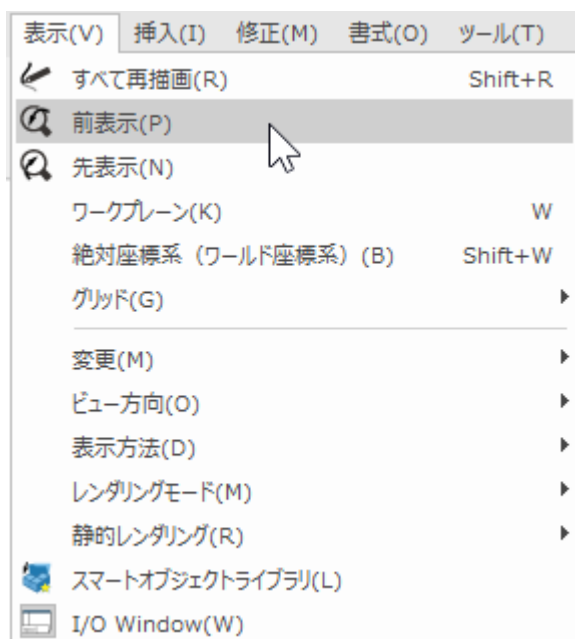 表示(V) 挿入(I) 修正(M) 書式(O) ツール(T)
すべて再描画(R) Shift+R
前表示(P)
先表示(N)
ワークプレーン(K) W
絶対座標系（ワールド座標系）(B) Shift+W
グリッド(G)
変更(M)
ビュー方向(O)
表示方法(D)
レンダリングモード(M)
静的レンダリング(R)
スマートオブジェクトライブラリ(L)
I/O Window(W)